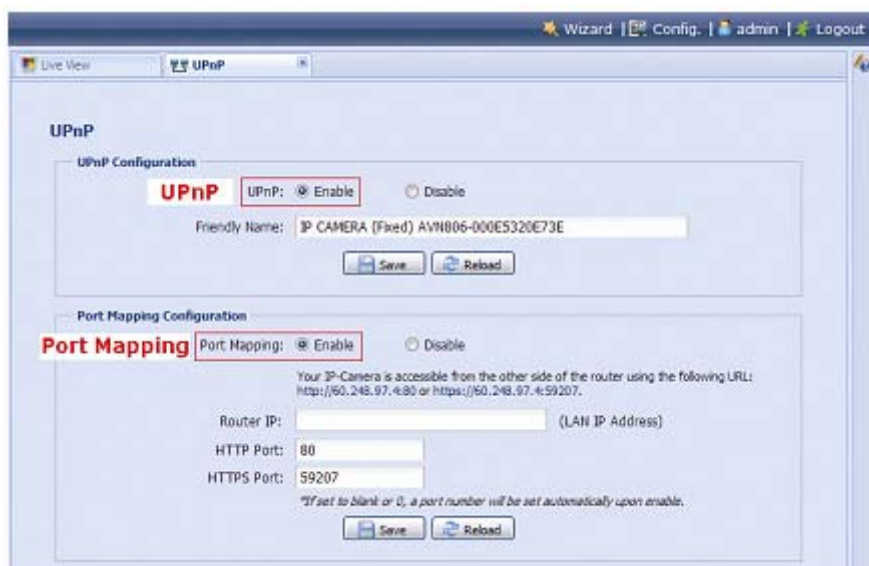 Wizard | Config. | admin | Logout
Live View UPnP
UPnP
UPnP Configuration
UPnP UPnP: Enable Disable
Friendly Name: IP CAMERA (Fixed) AVN806-000E5320E73E
Save Reload
Port Mapping Configuration
Port Mapping Port Mapping: Enable Disable
Your IP-Camera is accessible from the other side of the router using the following URL:
http://60.248.97.4:80 or https://60.248.97.4:59207.
Router IP: (LAN IP Address)
HTTP Port: 80
HTTPS Port: 59207
*If set to blank or 0, a port number will be set automatically upon enable.
Save Reload